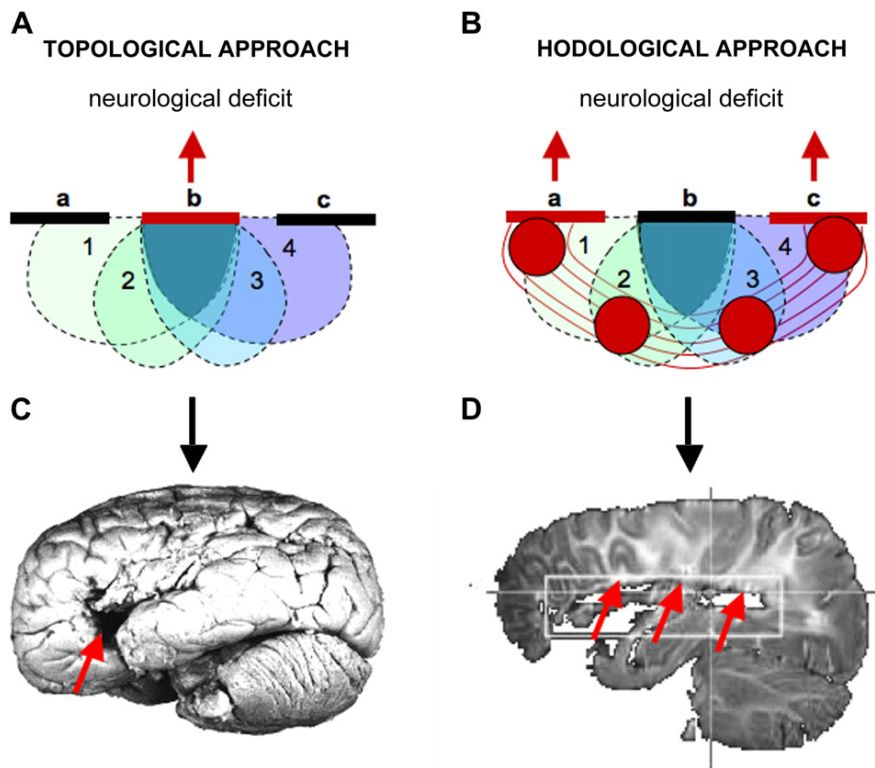 A
TOPOLOGICAL APPROACH
neurological deficit
a b c
1 2 3 4
B
HODOLOGICAL APPROACH
neurological deficit
a b c
1 2 3 4
C
D